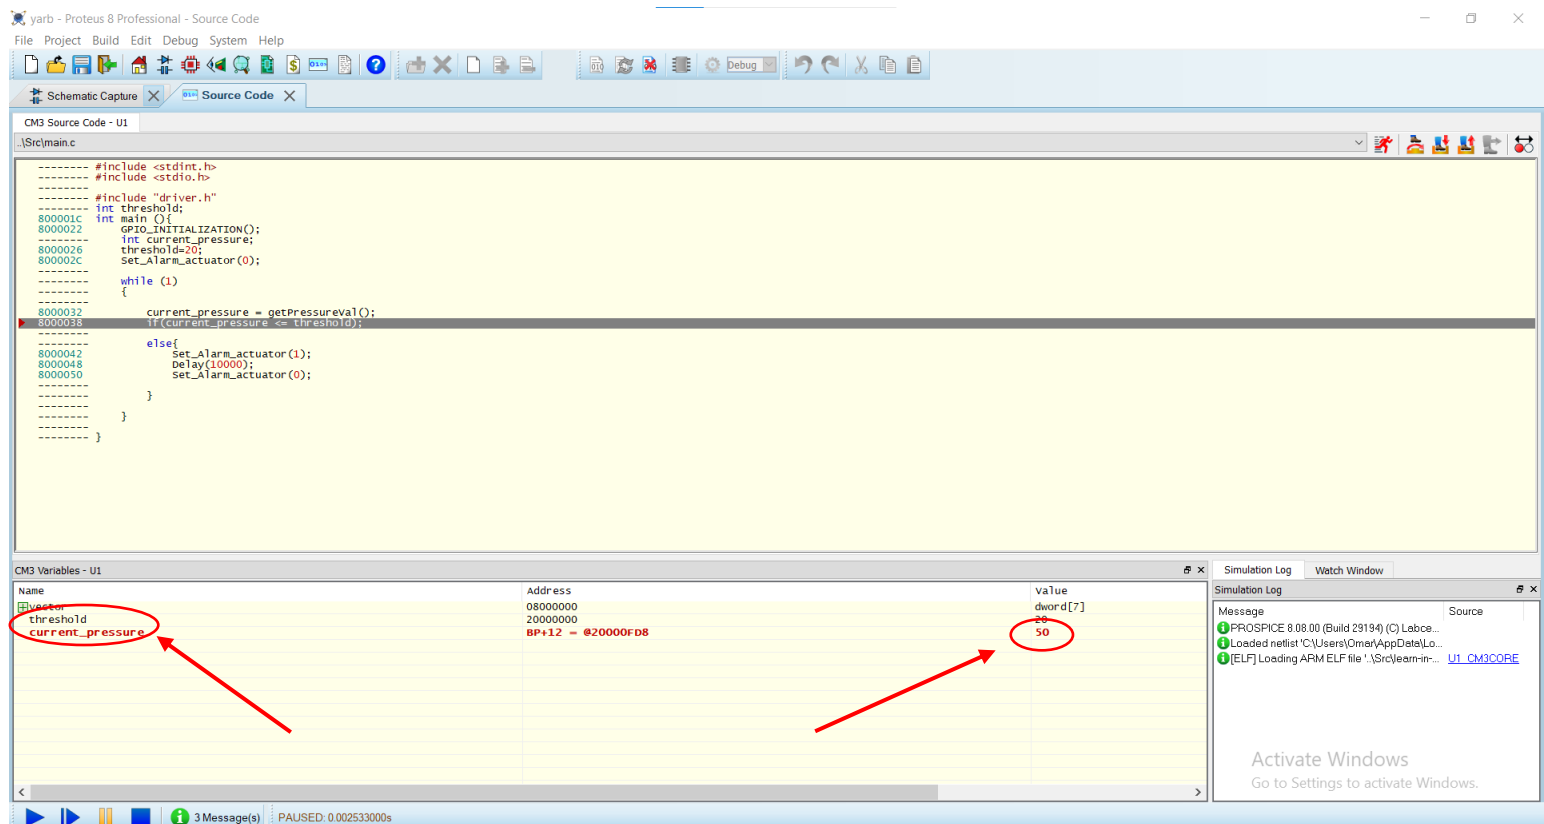 yarb - Proteus 8 Professional - Source Code
File Project Build Edit Debug System Help
Debug
Schematic Capture Source Code
CM3 Source Code - U1
..\Src\main.c
-------- #include <stdint.h>
-------- #include <stdio.h>
--------
-------- #include "driver.h"
-------- int threshold;
800001C int main (){
8000022 GPIO_INITIALIZATION();
-------- int current_pressure;
8000026 threshold=20;
800002C Set_Alarm_actuator(0);
--------
-------- while (1)
-------- {
--------
8000032 current_pressure = getPressureVal();
8000038 if(current_pressure <= threshold);
--------
-------- else{
8000042 Set_Alarm_actuator(1);
8000048 Delay(10000);
8000050 Set_Alarm_actuator(0);
--------
-------- }
--------
-------- }
--------
-------- }
CM3 Variables - U1
Name Address Value
vector 08000000 dword[7]
threshold 20000000 20
current_pressure BP+12 = @20000FD8 50
Simulation Log Watch Window
Simulation Log
Message Source
PROSPICE 8.08.00 (Build 29194) (C) Labce...
Loaded netlist 'C:\Users\Omar\AppData\Lo...
[ELF] Loading ARM ELF file '..\Src\learn-in-... U1_CM3CORE
Activate Windows
Go to Settings to activate Windows.
3 Message(s) PAUSED: 0.002533000s